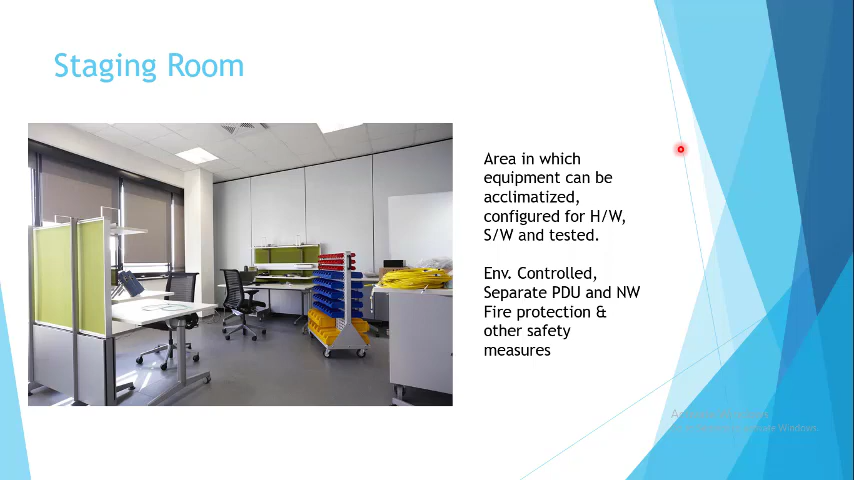 Staging Room
Area in which
equipment can be
acclimatized,
configured for H/W,
S/W and tested.
Env. Controlled,
Separate PDU and NW
Fire protection &
other safety
measures
Windows.